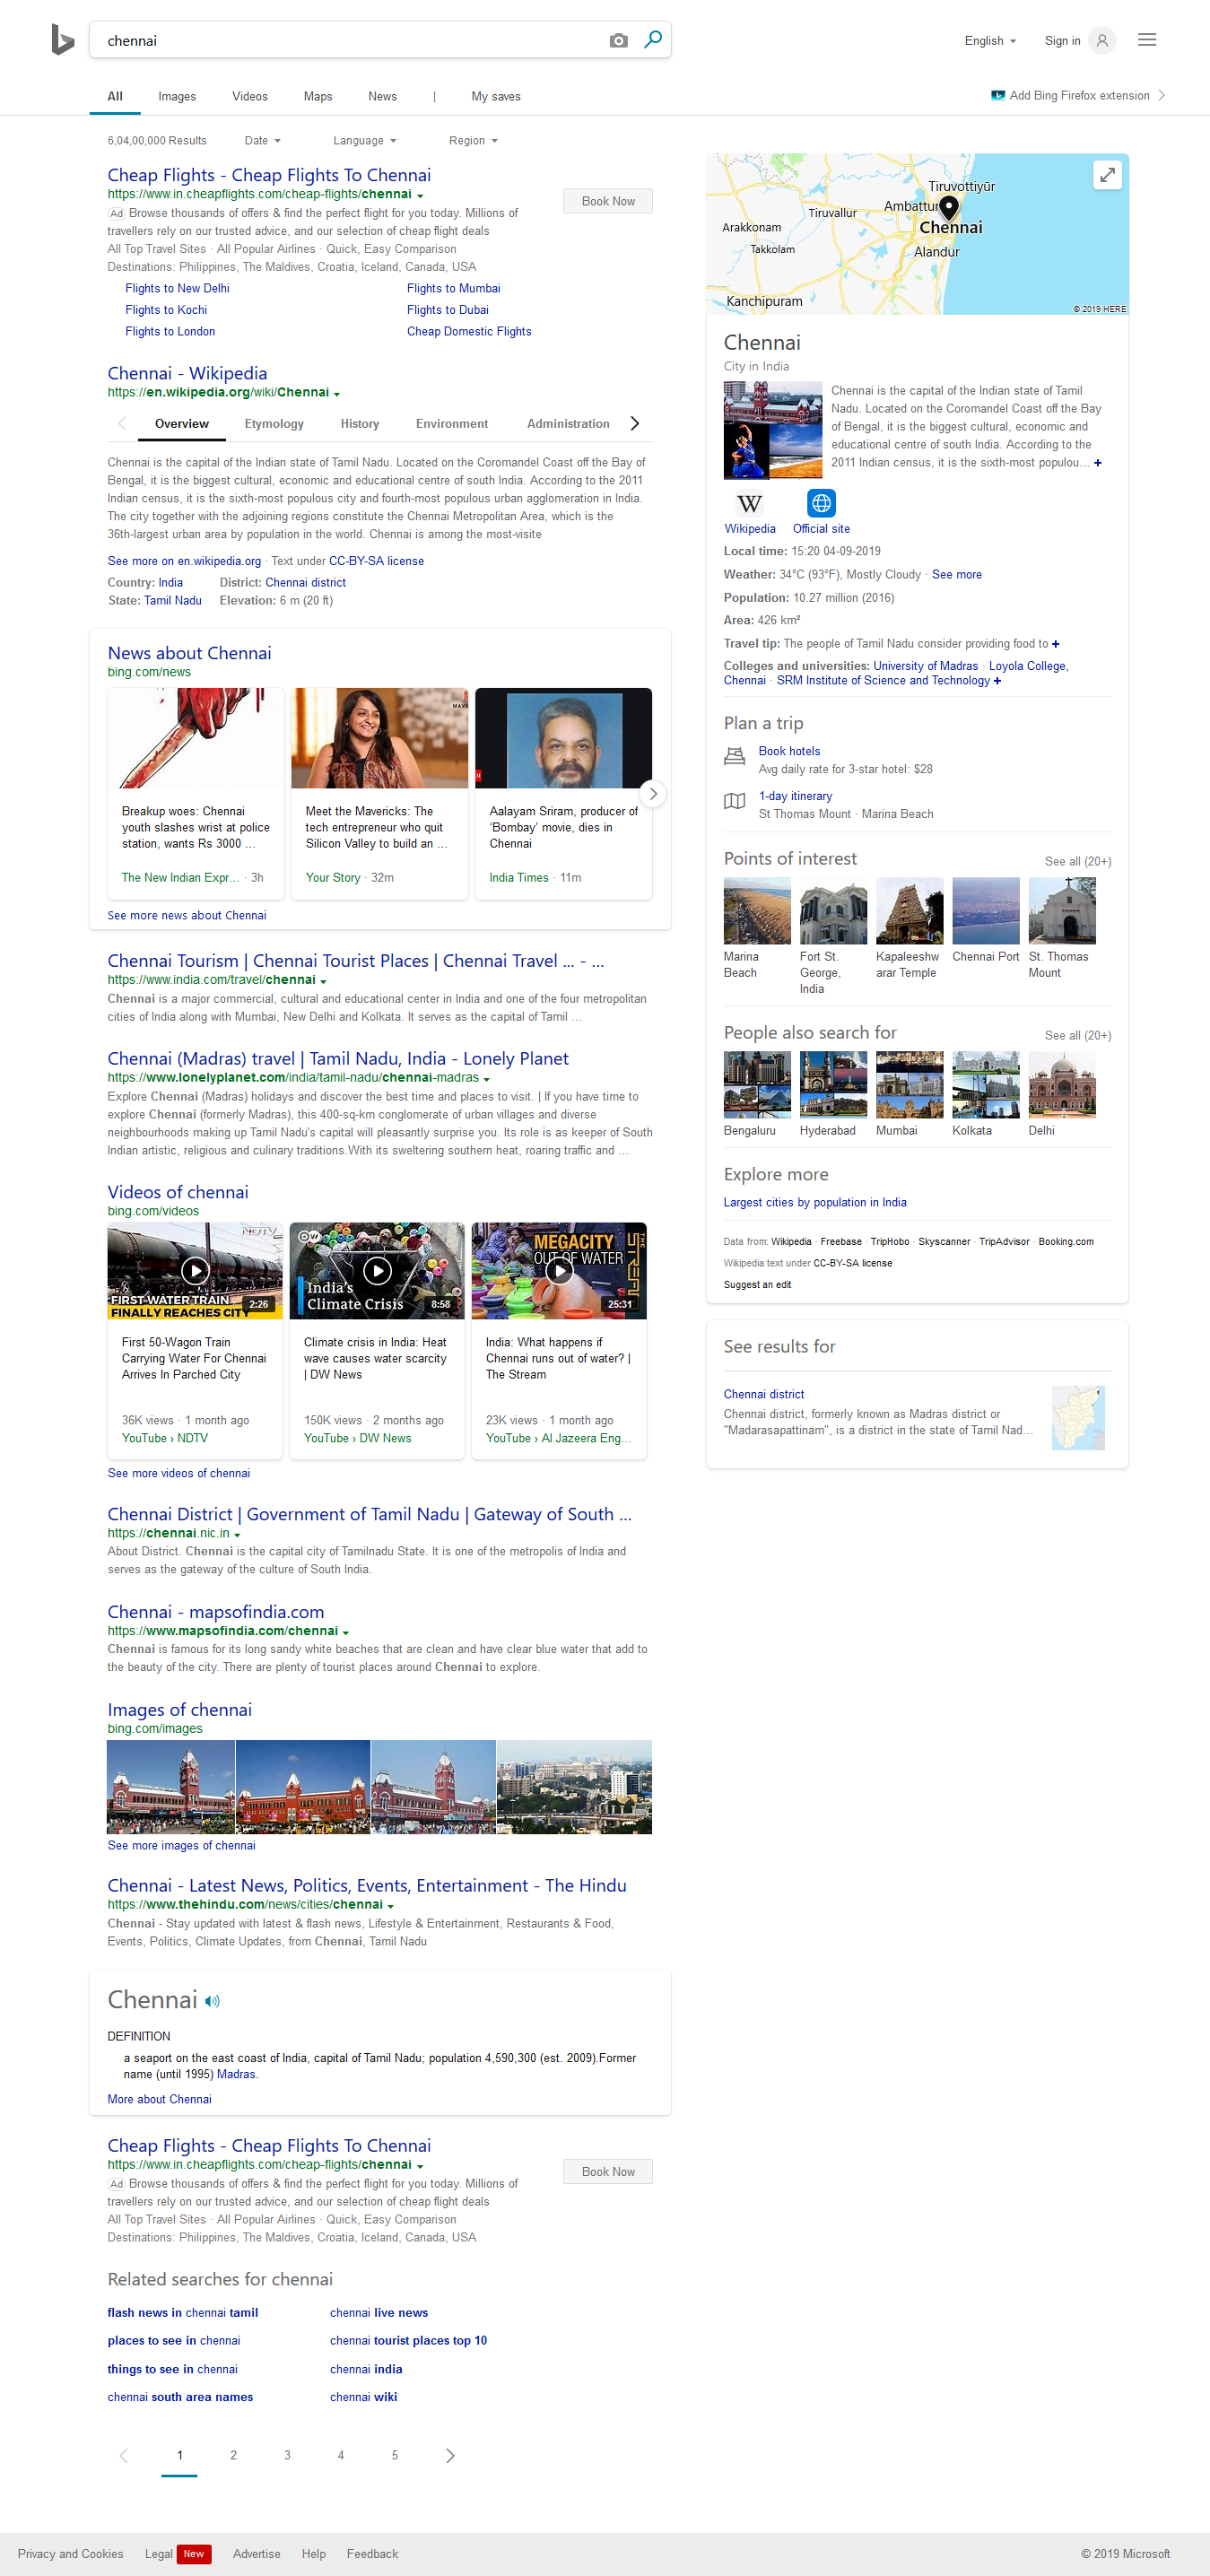 chennai
English
Sign in
All
Images
Videos
Maps
News
|
My saves
Add Bing Firefox extension
6,04,00,000 Results
Date
Language
Region
Cheap Flights - Cheap Flights To Chennai
https://www.in.cheapflights.com/cheap-flights/chennai
Book Now
Ad Browse thousands of offers & find the perfect flight for you today. Millions of
travellers rely on our trusted advice, and our selection of cheap flight deals
All Top Travel Sites · All Popular Airlines · Quick, Easy Comparison
Destinations: Philippines, The Maldives, Croatia, Iceland, Canada, USA
Flights to New Delhi
Flights to Mumbai
Flights to Kochi
Flights to Dubai
Flights to London
Cheap Domestic Flights
Chennai - Wikipedia
https://en.wikipedia.org/wiki/Chennai
Overview
Etymology
History
Environment
Administration
Chennai is the capital of the Indian state of Tamil Nadu. Located on the Coromandel Coast off the Bay of
Bengal, it is the biggest cultural, economic and educational centre of south India. According to the 2011
Indian census, it is the sixth-most populous city and fourth-most populous urban agglomeration in India.
The city together with the adjoining regions constitute the Chennai Metropolitan Area, which is the
36th-largest urban area by population in the world. Chennai is among the most-visite
See more on en.wikipedia.org · Text under CC-BY-SA license
Country: India
District: Chennai district
State: Tamil Nadu
Elevation: 6 m (20 ft)
News about Chennai
bing.com/news
MAVE
Breakup woes: Chennai
youth slashes wrist at police
station, wants Rs 3000 ...
The New Indian Expr... · 3h
Meet the Mavericks: The
tech entrepreneur who quit
Silicon Valley to build an ...
Your Story · 32m
Aalayam Sriram, producer of
'Bombay' movie, dies in
Chennai
India Times · 11m
See more news about Chennai
Chennai Tourism | Chennai Tourist Places | Chennai Travel ... - ...
https://www.india.com/travel/chennai
Chennai is a major commercial, cultural and educational center in India and one of the four metropolitan
cities of India along with Mumbai, New Delhi and Kolkata. It serves as the capital of Tamil ...
Chennai (Madras) travel | Tamil Nadu, India - Lonely Planet
https://www.lonelyplanet.com/india/tamil-nadu/chennai-madras
Explore Chennai (Madras) holidays and discover the best time and places to visit. | If you have time to
explore Chennai (formerly Madras), this 400-sq-km conglomerate of urban villages and diverse
neighbourhoods making up Tamil Nadu's capital will pleasantly surprise you. Its role is as keeper of South
Indian artistic, religious and culinary traditions.With its sweltering southern heat, roaring traffic and ...
Videos of chennai
bing.com/videos
NDTV
FIRST WATER TRAIN
FINALLY REACHES CITY
2:26
First 50-Wagon Train
Carrying Water For Chennai
Arrives In Parched City
36K views · 1 month ago
YouTube › NDTV
DW
India's
Climate Crisis
8:58
Climate crisis in India: Heat
wave causes water scarcity
| DW News
150K views · 2 months ago
YouTube › DW News
MEGACITY
OUT OF WATER
THE STREAM
25:31
India: What happens if
Chennai runs out of water? |
The Stream
23K views · 1 month ago
YouTube › Al Jazeera Eng...
See more videos of chennai
Chennai District | Government of Tamil Nadu | Gateway of South ...
https://chennai.nic.in
About District. Chennai is the capital city of Tamilnadu State. It is one of the metropolis of India and
serves as the gateway of the culture of South India.
Chennai - mapsofindia.com
https://www.mapsofindia.com/chennai
Chennai is famous for its long sandy white beaches that are clean and have clear blue water that add to
the beauty of the city. There are plenty of tourist places around Chennai to explore.
Images of chennai
bing.com/images
See more images of chennai
Chennai - Latest News, Politics, Events, Entertainment - The Hindu
https://www.thehindu.com/news/cities/chennai
Chennai - Stay updated with latest & flash news, Lifestyle & Entertainment, Restaurants & Food,
Events, Politics, Climate Updates, from Chennai, Tamil Nadu
Chennai
DEFINITION
a seaport on the east coast of India, capital of Tamil Nadu; population 4,590,300 (est. 2009).Former
name (until 1995) Madras.
More about Chennai
Cheap Flights - Cheap Flights To Chennai
https://www.in.cheapflights.com/cheap-flights/chennai
Book Now
Ad Browse thousands of offers & find the perfect flight for you today. Millions of
travellers rely on our trusted advice, and our selection of cheap flight deals
All Top Travel Sites · All Popular Airlines · Quick, Easy Comparison
Destinations: Philippines, The Maldives, Croatia, Iceland, Canada, USA
Related searches for chennai
flash news in chennai tamil
chennai live news
places to see in chennai
chennai tourist places top 10
things to see in chennai
chennai india
chennai south area names
chennai wiki
1
2
3
4
5
Tiruvottiyūr
Tiruvallur
Ambattur
Arakkonam
Chennai
Takkolam
Alandur
Kanchipuram
© 2019 HERE
Chennai
City in India
Chennai is the capital of the Indian state of Tamil
Nadu. Located on the Coromandel Coast off the Bay
of Bengal, it is the biggest cultural, economic and
educational centre of south India. According to the
2011 Indian census, it is the sixth-most populou... +
W
Wikipedia
Official site
Local time: 15:20 04-09-2019
Weather: 34°C (93°F), Mostly Cloudy · See more
Population: 10.27 million (2016)
Area: 426 km²
Travel tip: The people of Tamil Nadu consider providing food to +
Colleges and universities: University of Madras · Loyola College,
Chennai · SRM Institute of Science and Technology +
Plan a trip
Book hotels
Avg daily rate for 3-star hotel: $28
1-day itinerary
St Thomas Mount · Marina Beach
Points of interest
See all (20+)
Marina
Beach
Fort St.
George,
India
Kapaleeshw
arar Temple
Chennai Port
St. Thomas
Mount
People also search for
See all (20+)
Bengaluru
Hyderabad
Mumbai
Kolkata
Delhi
Explore more
Largest cities by population in India
Data from: Wikipedia · Freebase · TripHobo · Skyscanner · TripAdvisor · Booking.com
Wikipedia text under CC-BY-SA license
Suggest an edit
See results for
Chennai district
Chennai district, formerly known as Madras district or
"Madarasapattinam", is a district in the state of Tamil Nad...
Privacy and Cookies
Legal
New
Advertise
Help
Feedback
© 2019 Microsoft